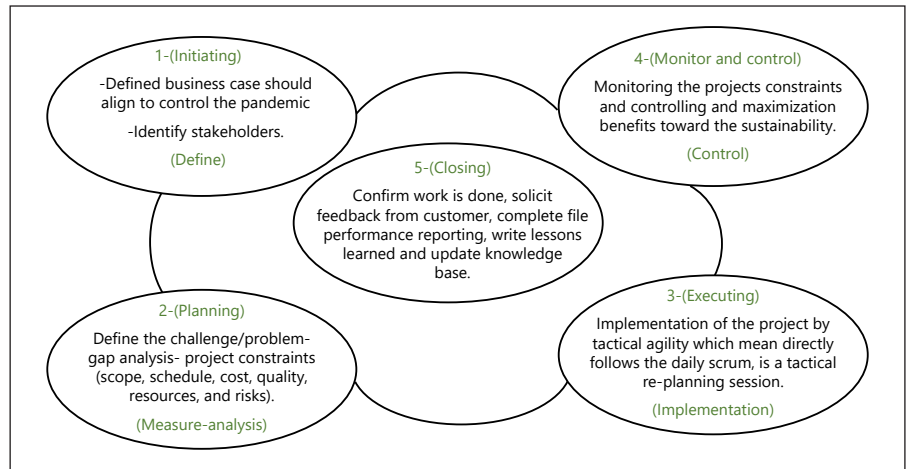 1-(Initiating)
-Defined business case should
align to control the pandemic
-Identify stakeholders.
(Define)
2-(Planning)
Define the challenge/problem-
gap analysis- project constraints
(scope, schedule, cost, quality,
resources, and risks).
(Measure-analysis)
3-(Executing)
Implementation of the project by
tactical agility which mean directly
follows the daily scrum, is a tactical
re-planning session.
(Implementation)
4-(Monitor and control)
Monitoring the projects constraints
and controlling and maximization
benefits toward the sustainability.
(Control)
5-(Closing)
Confirm work is done, solicit
feedback from customer, complete file
performance reporting, write lessons
learned and update knowledge
base.